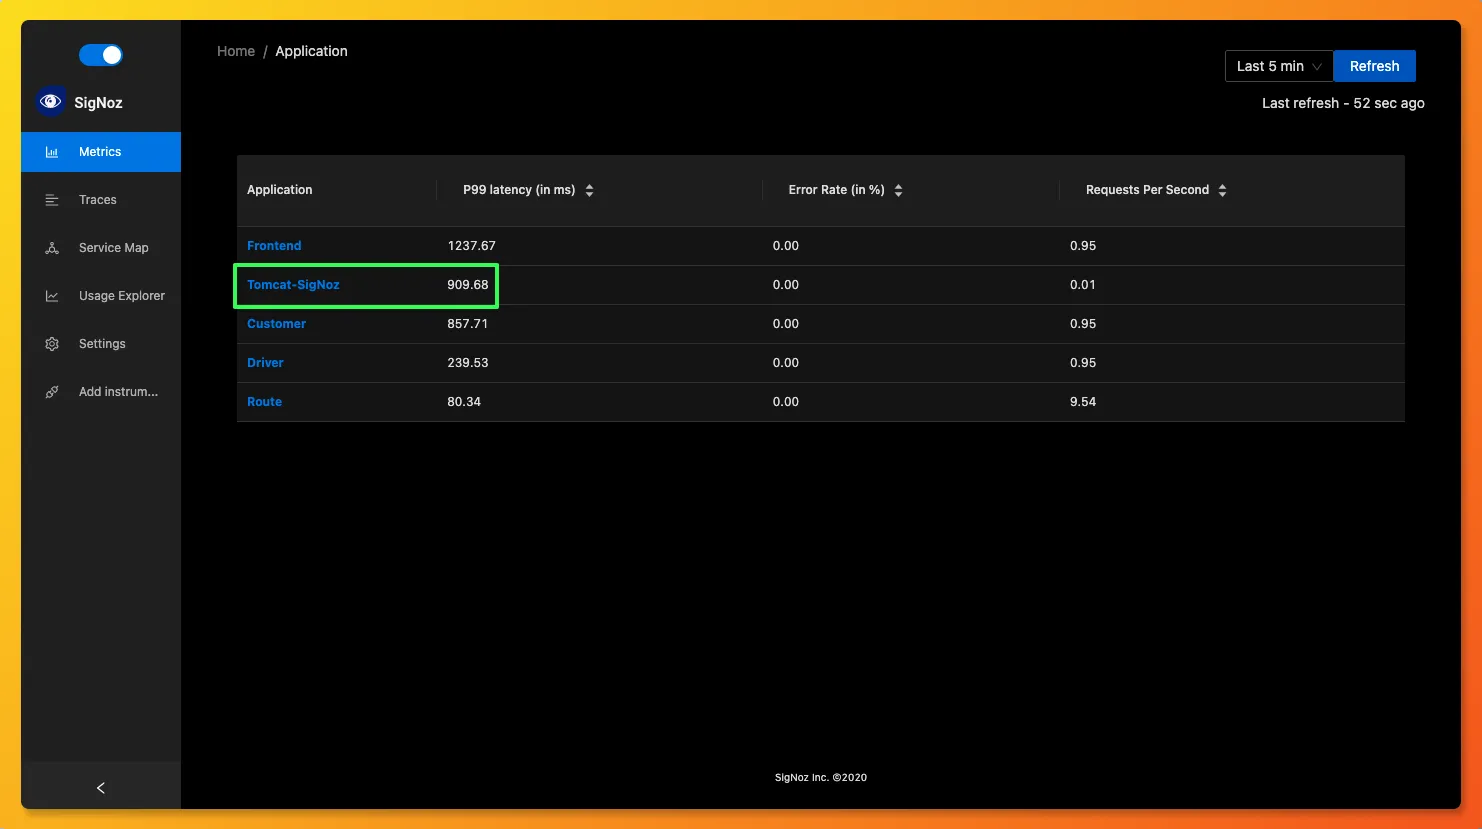 Home / Application
Last 5 min
Refresh
Last refresh - 52 sec ago
SigNoz
Metrics
Traces
Service Map
Usage Explorer
Settings
Add instrum...
Application P99 latency (in ms) Error Rate (in %) Requests Per Second
Frontend 1237.67 0.00 0.95
Tomcat-SigNoz 909.68 0.00 0.01
Customer 857.71 0.00 0.95
Driver 239.53 0.00 0.95
Route 80.34 0.00 9.54
SigNoz Inc. ©2020